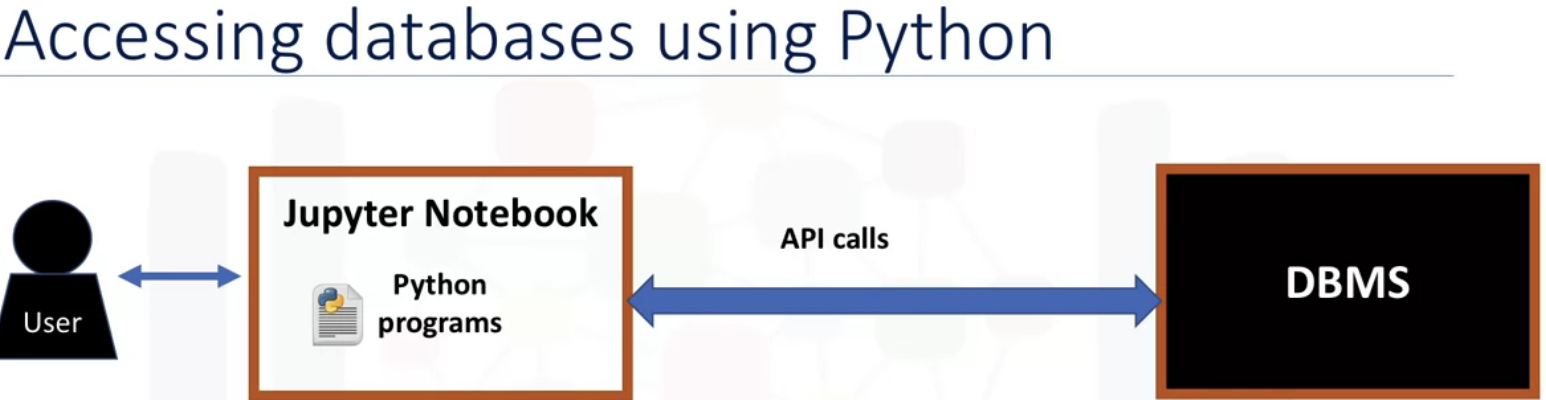 Accessing databases using Python
User
Jupyter Notebook
Python
programs
API calls
DBMS